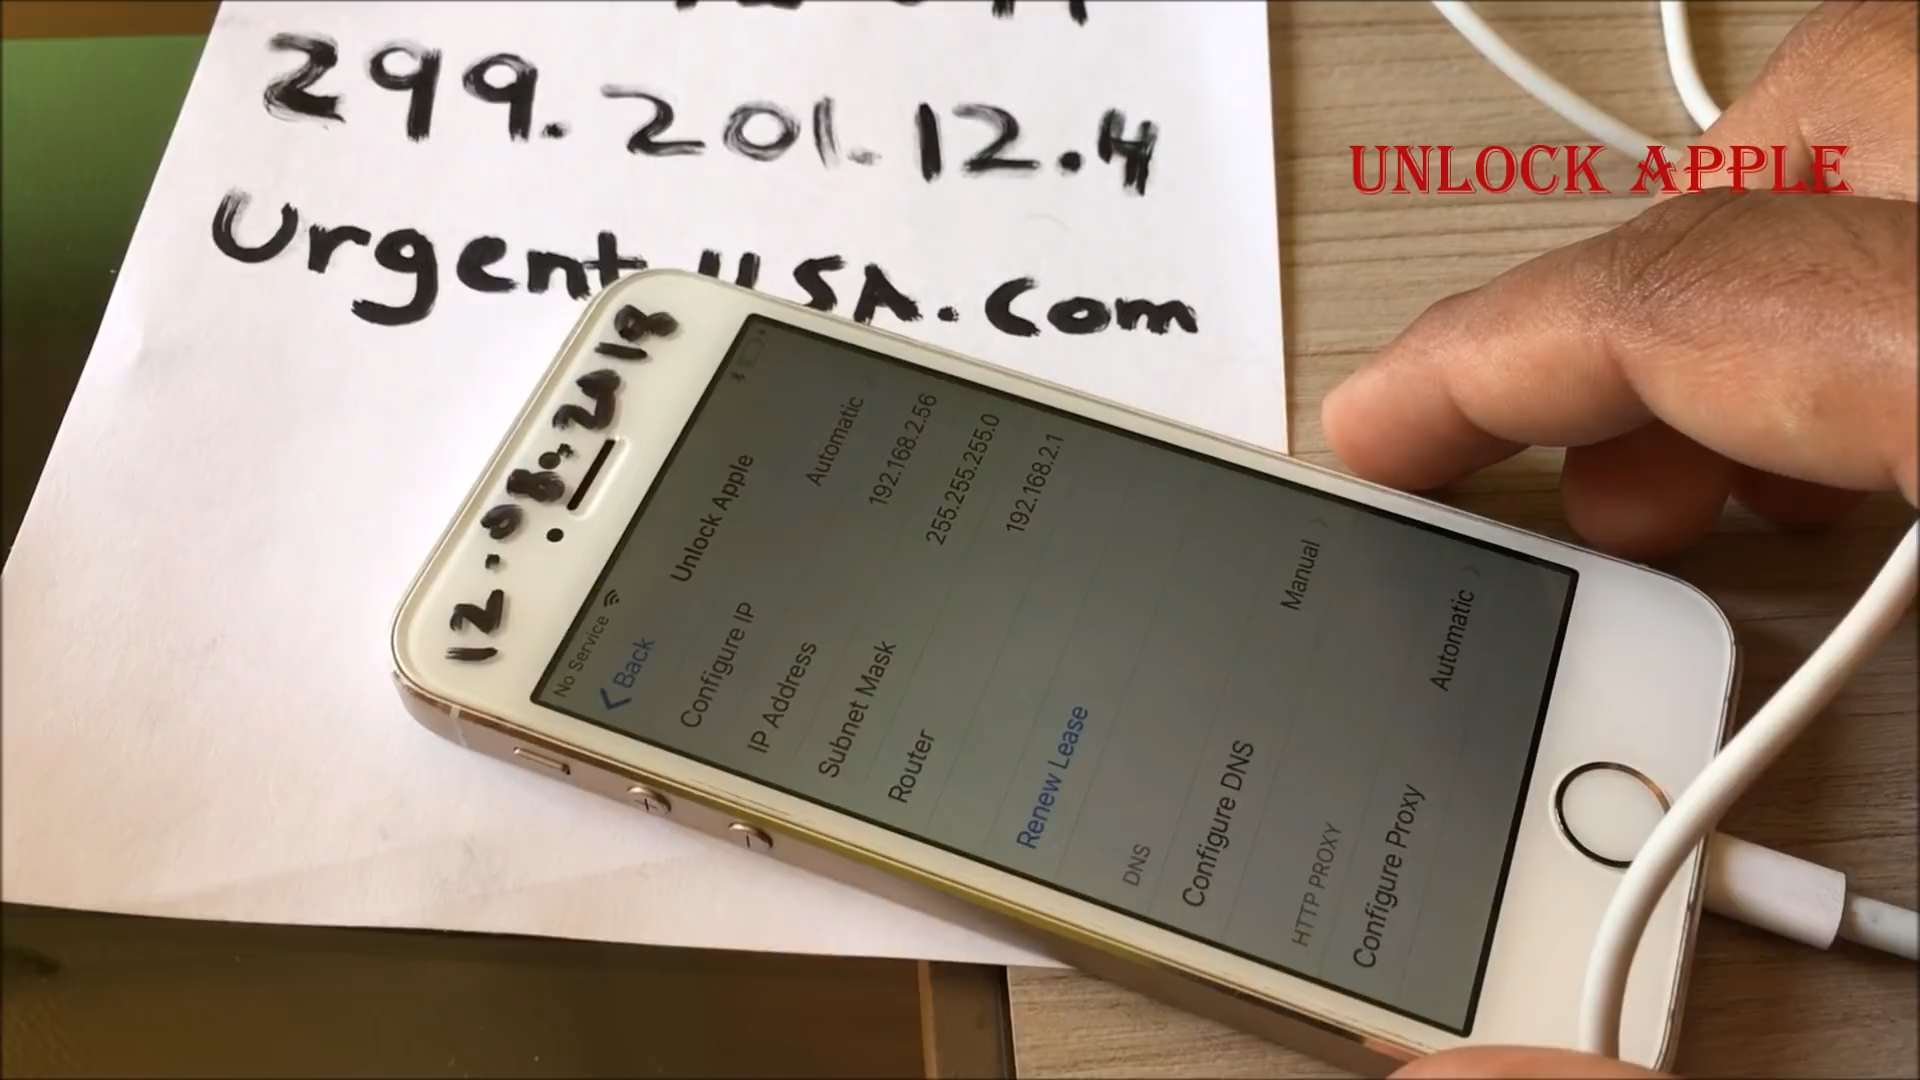 299.201.12.4
Urgent USA.Com
UNLOCK APPLE
12.08.2018
No Service
Back
Unlock Apple
Configure IP Automatic
IP Address 192.168.2.56
Subnet Mask 255.255.255.0
Router 192.168.2.1
Renew Lease
DNS
Configure DNS Manual
HTTP PROXY
Configure Proxy Automatic